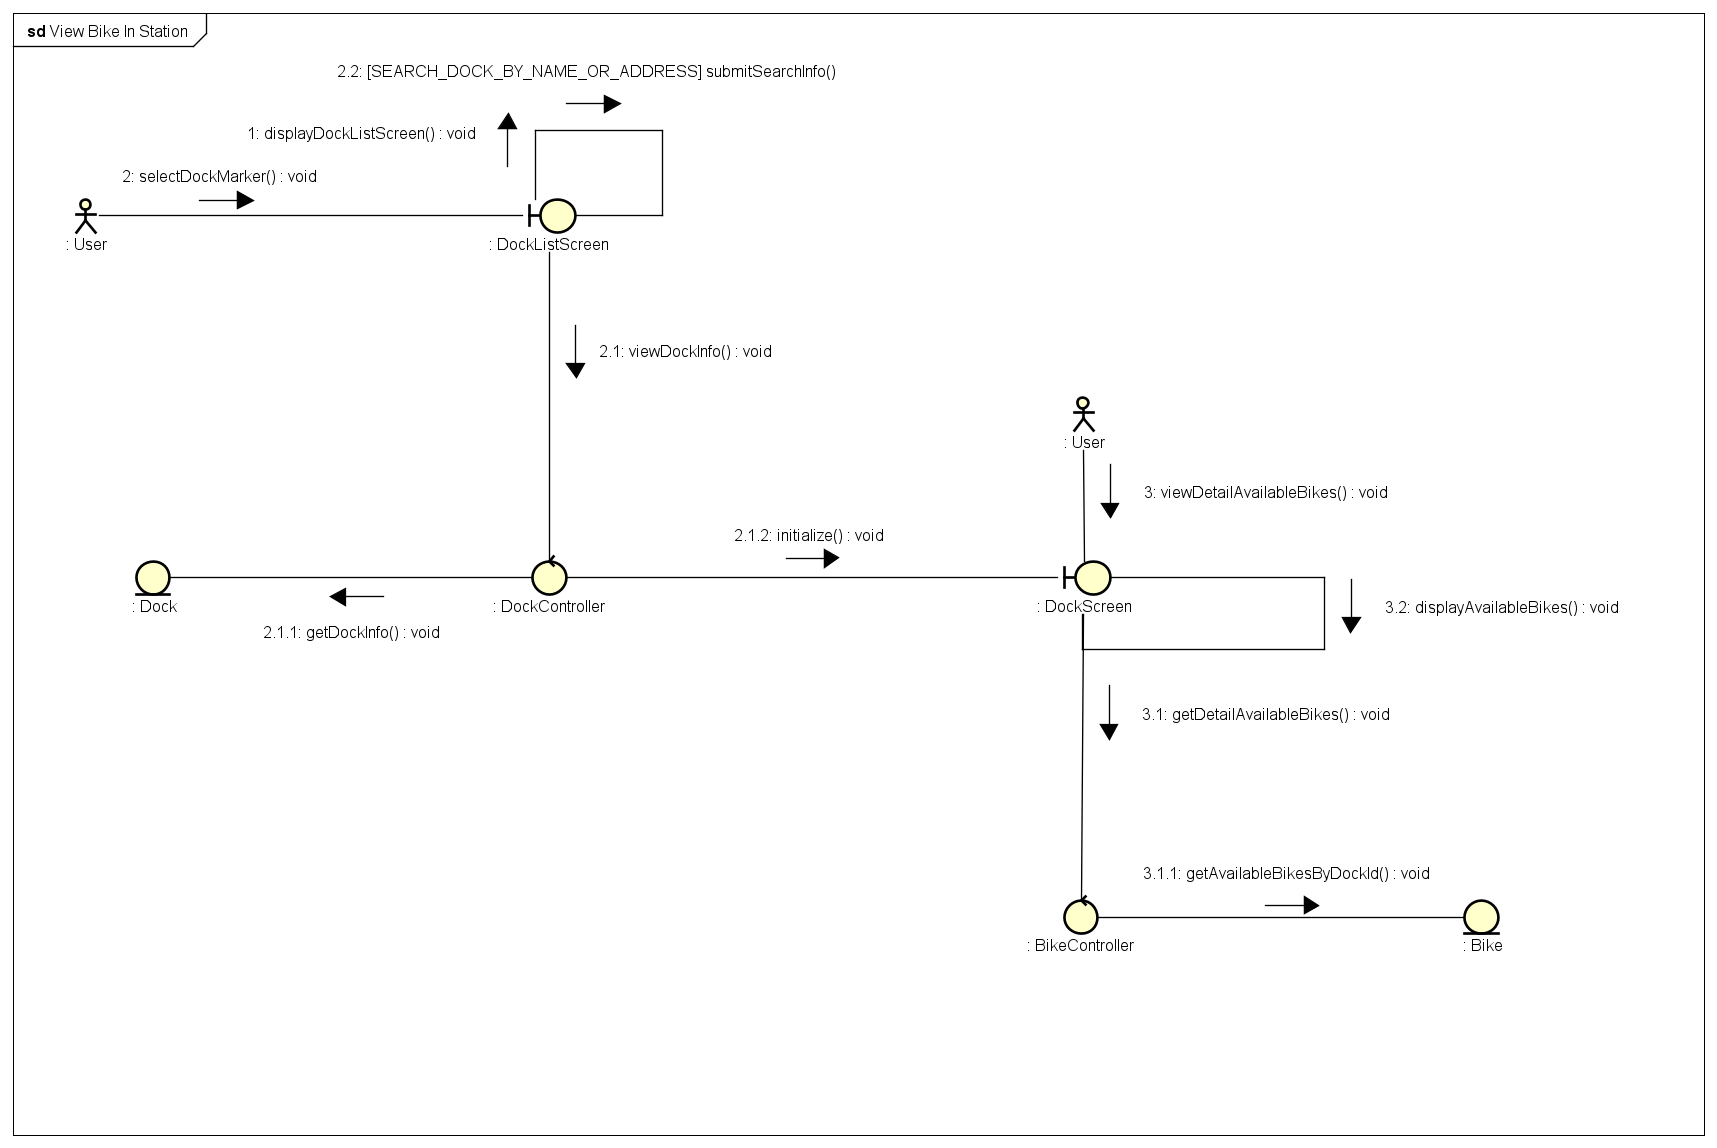 sd View Bike In Station
2.2: [SEARCH_DOCK_BY_NAME_OR_ADDRESS] submitSearchInfo()
1: displayDockListScreen() : void
2: selectDockMarker() : void
: User
: DockListScreen
2.1: viewDockInfo() : void
: User
3: viewDetailAvailableBikes() : void
2.1.2: initialize() : void
: Dock
: DockController
: DockScreen
3.2: displayAvailableBikes() : void
2.1.1: getDockInfo() : void
3.1: getDetailAvailableBikes() : void
3.1.1: getAvailableBikesByDockId() : void
: BikeController
: Bike